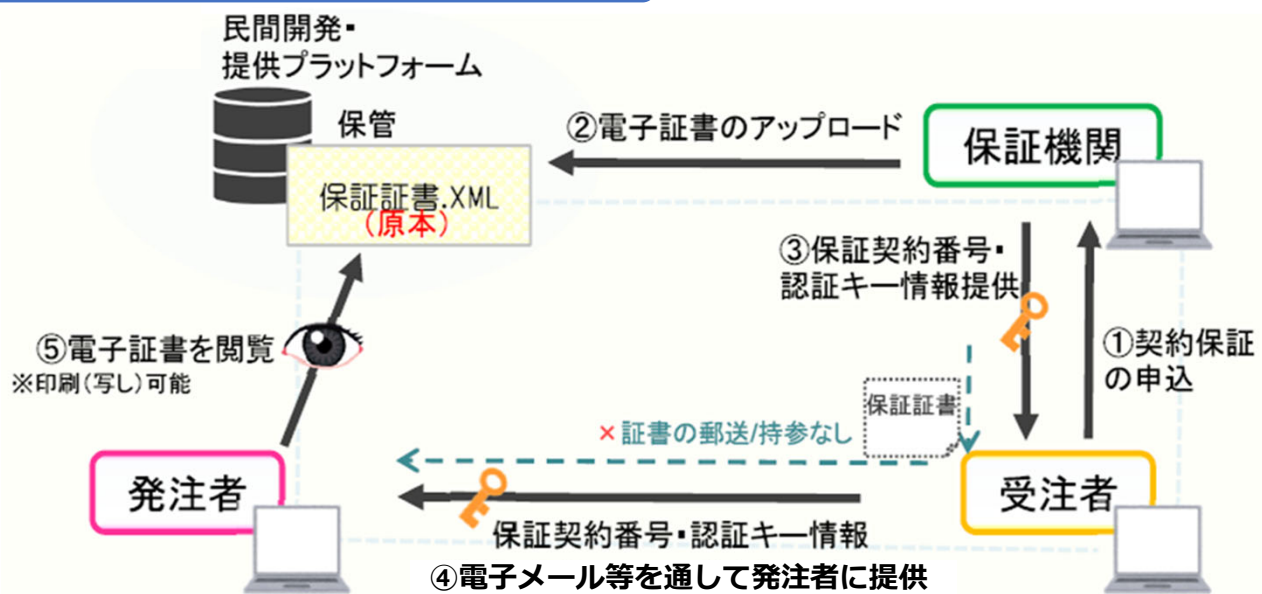 民間開発・
提供プラットフォーム
保管
保証証書.XML
(原本)
②電子証書のアップロード
保証機関
③保証契約番号・
認証キー情報提供
①契約保証
の申込
⑤電子証書を閲覧
※印刷(写し)可能
保証証書
×証書の郵送/持参なし
発注者
受注者
保証契約番号・認証キー情報
④電子メール等を通して発注者に提供